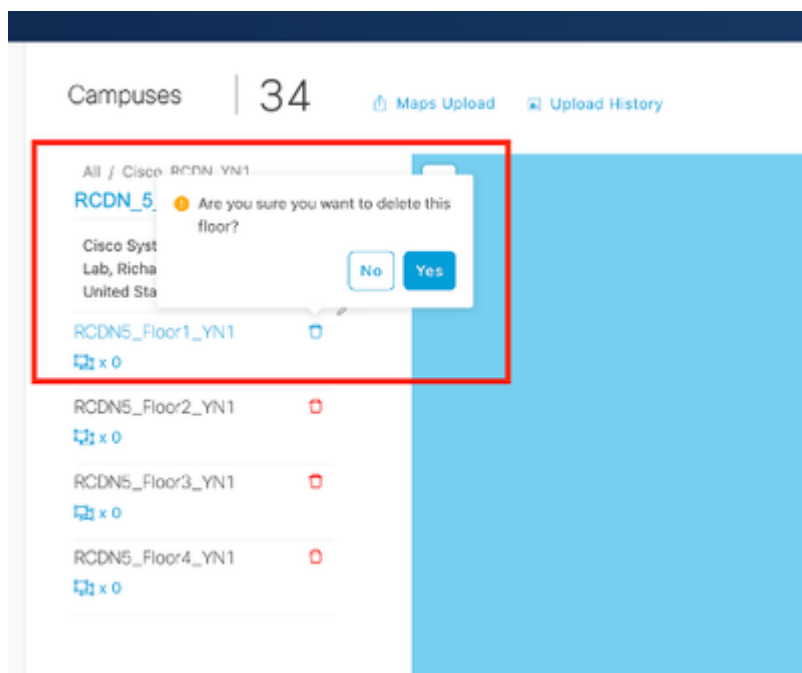 Campuses 34 Maps Upload Upload History
All / Cisco_RCDN_YN1
RCDN_5_
Are you sure you want to delete this
floor?
Cisco Syst
Lab, Richa
United Sta
No Yes
RCDN5_Floor1_YN1
x 0
RCDN5_Floor2_YN1
x 0
RCDN5_Floor3_YN1
x 0
RCDN5_Floor4_YN1
x 0